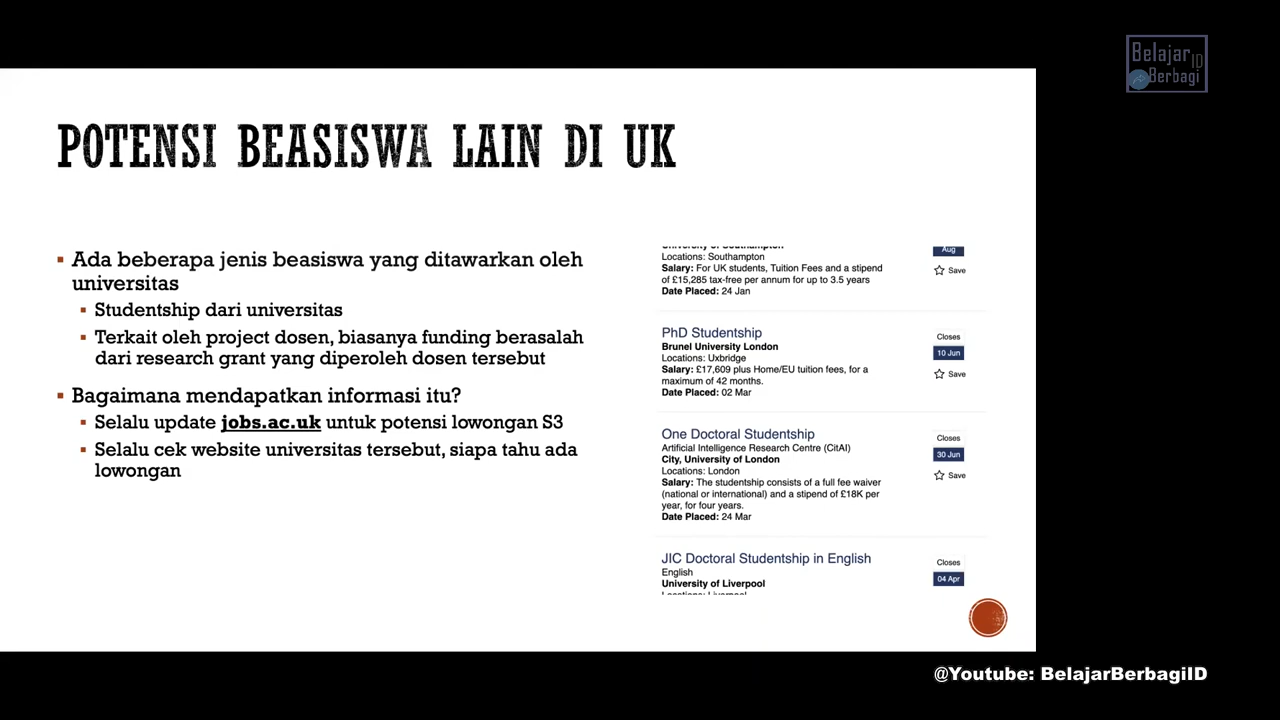 Belajar ID
Berbagi
POTENSI BEASISWA LAIN DI UK
Ada beberapa jenis beasiswa yang ditawarkan oleh
universitas
Studentship dari universitas
Terkait oleh project dosen, biasanya funding berasalah
dari research grant yang diperoleh dosen tersebut
Bagaimana mendapatkan informasi itu?
Selalu update jobs.ac.uk untuk potensi lowongan S3
Selalu cek website universitas tersebut, siapa tahu ada
lowongan
University of Southampton
Aug
Locations: Southampton
Salary: For UK students, Tuition Fees and a stipend
of £15,285 tax-free per annum for up to 3.5 years
Date Placed: 24 Jan
Save
PhD Studentship
Brunel University London
Locations: Uxbridge
Salary: £17,609 plus Home/EU tuition fees, for a
maximum of 42 months.
Date Placed: 02 Mar
Closes
10 Jun
Save
One Doctoral Studentship
Artificial Intelligence Research Centre (CitAI)
City, University of London
Locations: London
Salary: The studentship consists of a full fee waiver
(national or international) and a stipend of £18K per
year, for four years.
Date Placed: 24 Mar
Closes
30 Jun
Save
JIC Doctoral Studentship in English
English
University of Liverpool
Locations: Liverpool
Closes
04 Apr
@Youtube: BelajarBerbagiID